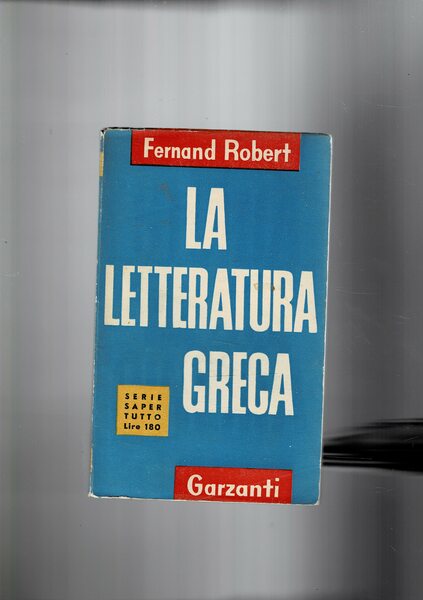 Fernand Robert
LA
LETTERATURA
GRECA
SERIE
SAPER
TUTTO
Lire 180
Garzanti